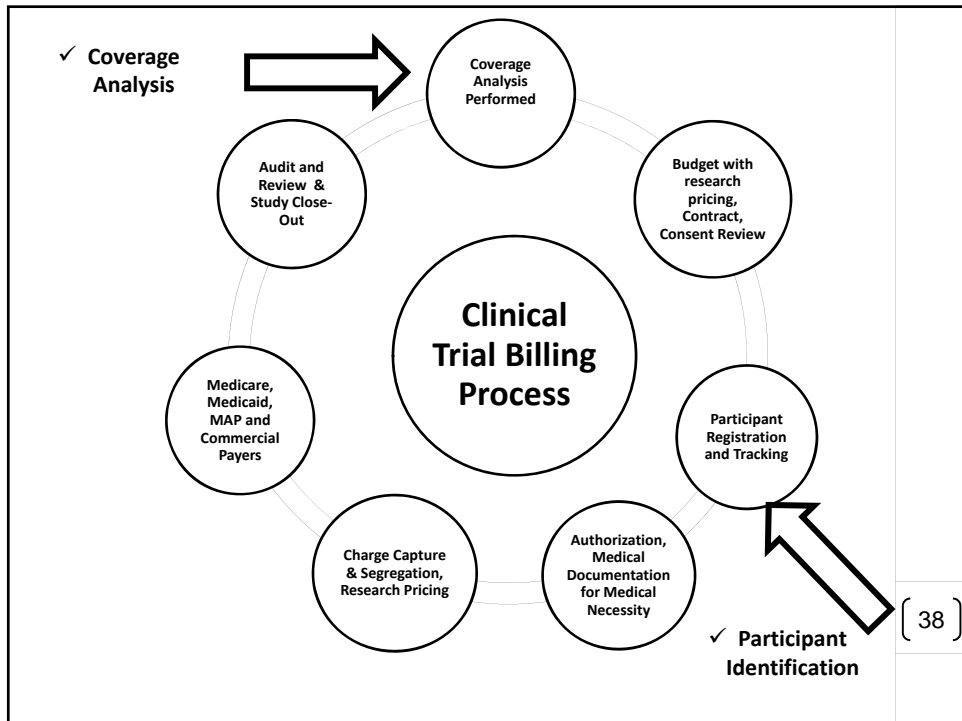 ✓ Coverage
Analysis
Coverage
Analysis
Performed
Budget with
research
pricing,
Contract,
Consent Review
Participant
Registration
and Tracking
Authorization,
Medical
Documentation
for Medical
Necessity
Charge Capture
& Segregation,
Research Pricing
Medicare,
Medicaid,
MAP and
Commercial
Payers
Audit and
Review &
Study Close-
Out
Clinical
Trial Billing
Process
✓ Participant
Identification
38